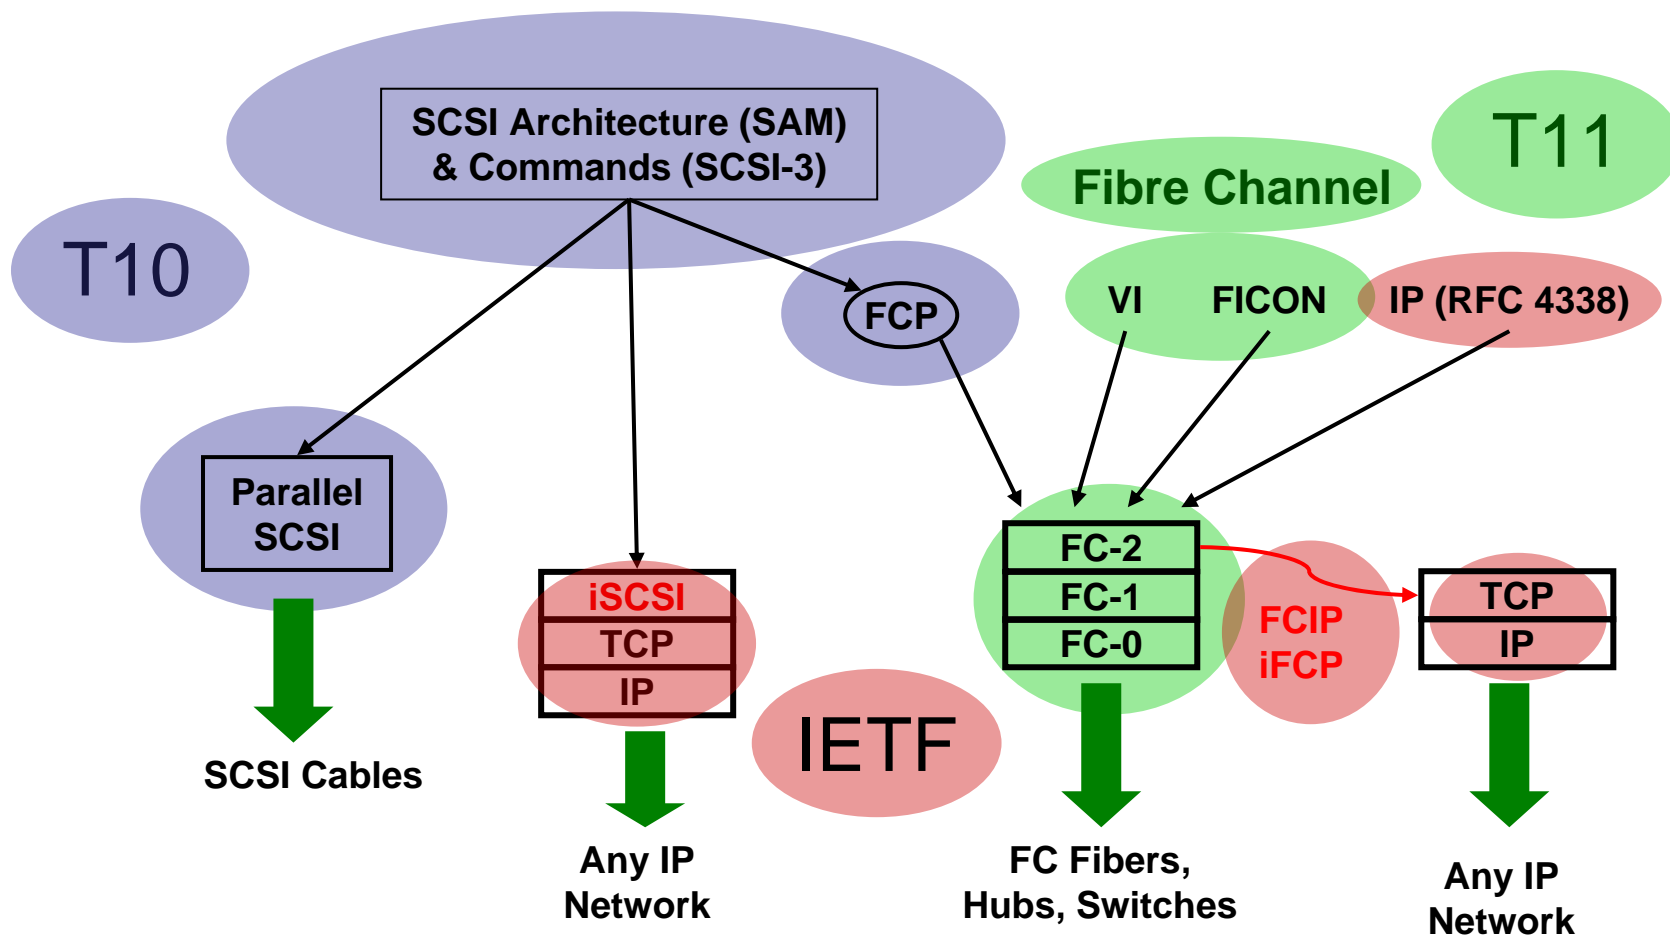 SCSI Architecture (SAM)
& Commands (SCSI-3)
T11
Fibre Channel
T10
FCP
VI
FICON
IP (RFC 4338)
Parallel
SCSI
iSCSI
TCP
IP
FC-2
FC-1
FC-0
FCIP
iFCP
TCP
IP
IETF
SCSI Cables
Any IP
Network
FC Fibers,
Hubs, Switches
Any IP
Network